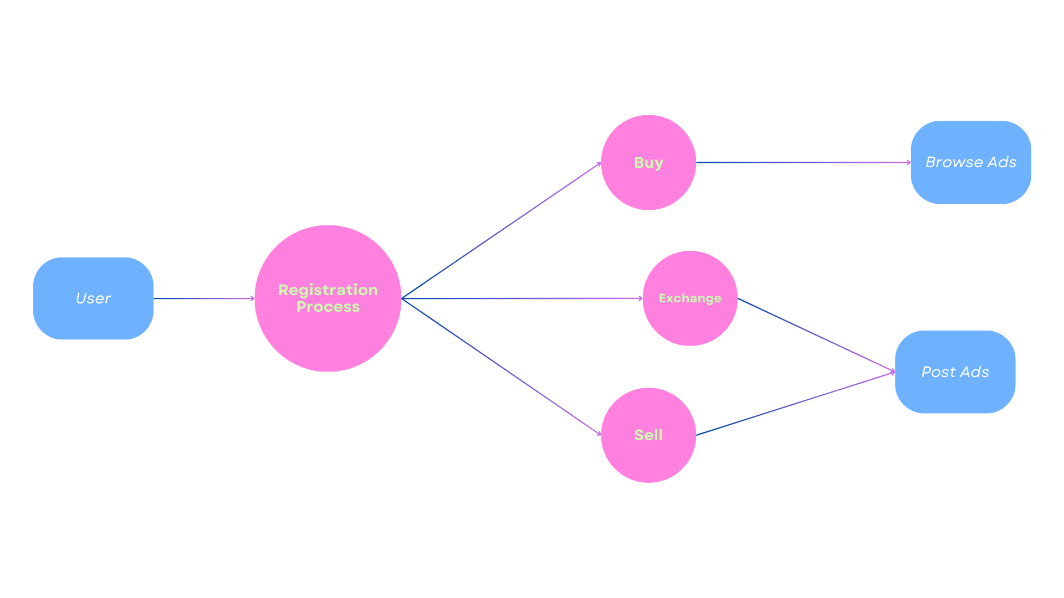 User
Registration
Process
Buy
Exchange
Sell
Browse Ads
Post Ads